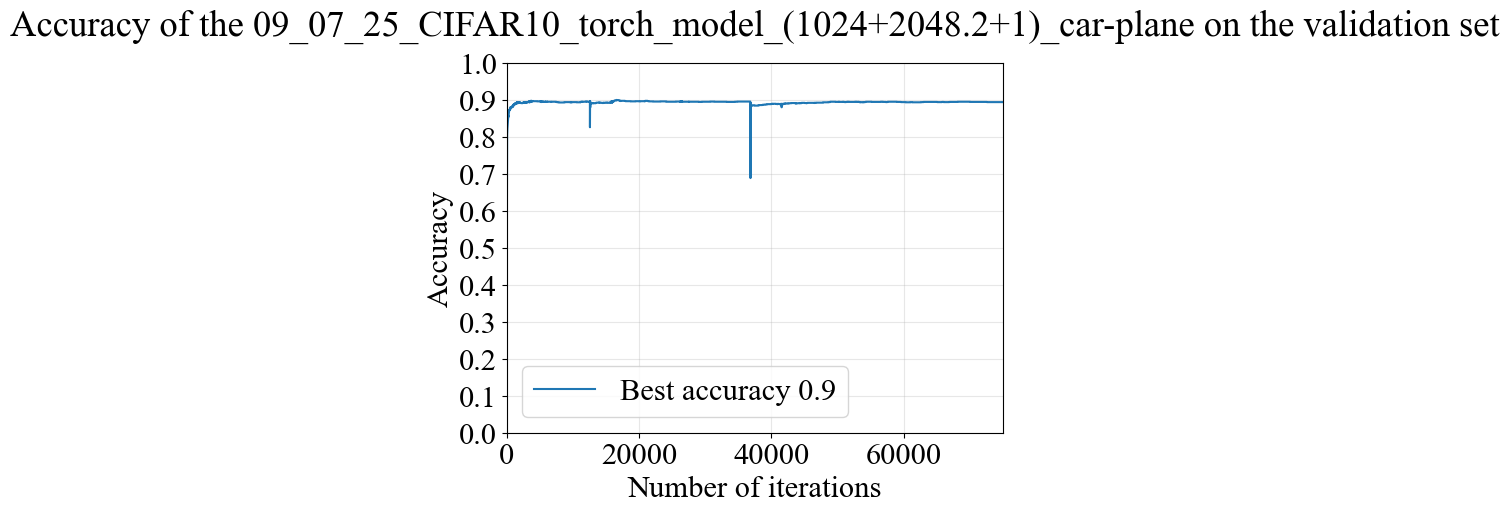 Accuracy of the 09_07_25_CIFAR10_torch_model_(1024+2048.2+1)_car-plane on the validation set
1.0
0.9
0.8
0.7
0.6
0.5
0.4
0.3
0.2
0.1
0.0
Accuracy
Best accuracy 0.9
0 20000 40000 60000
Number of iterations